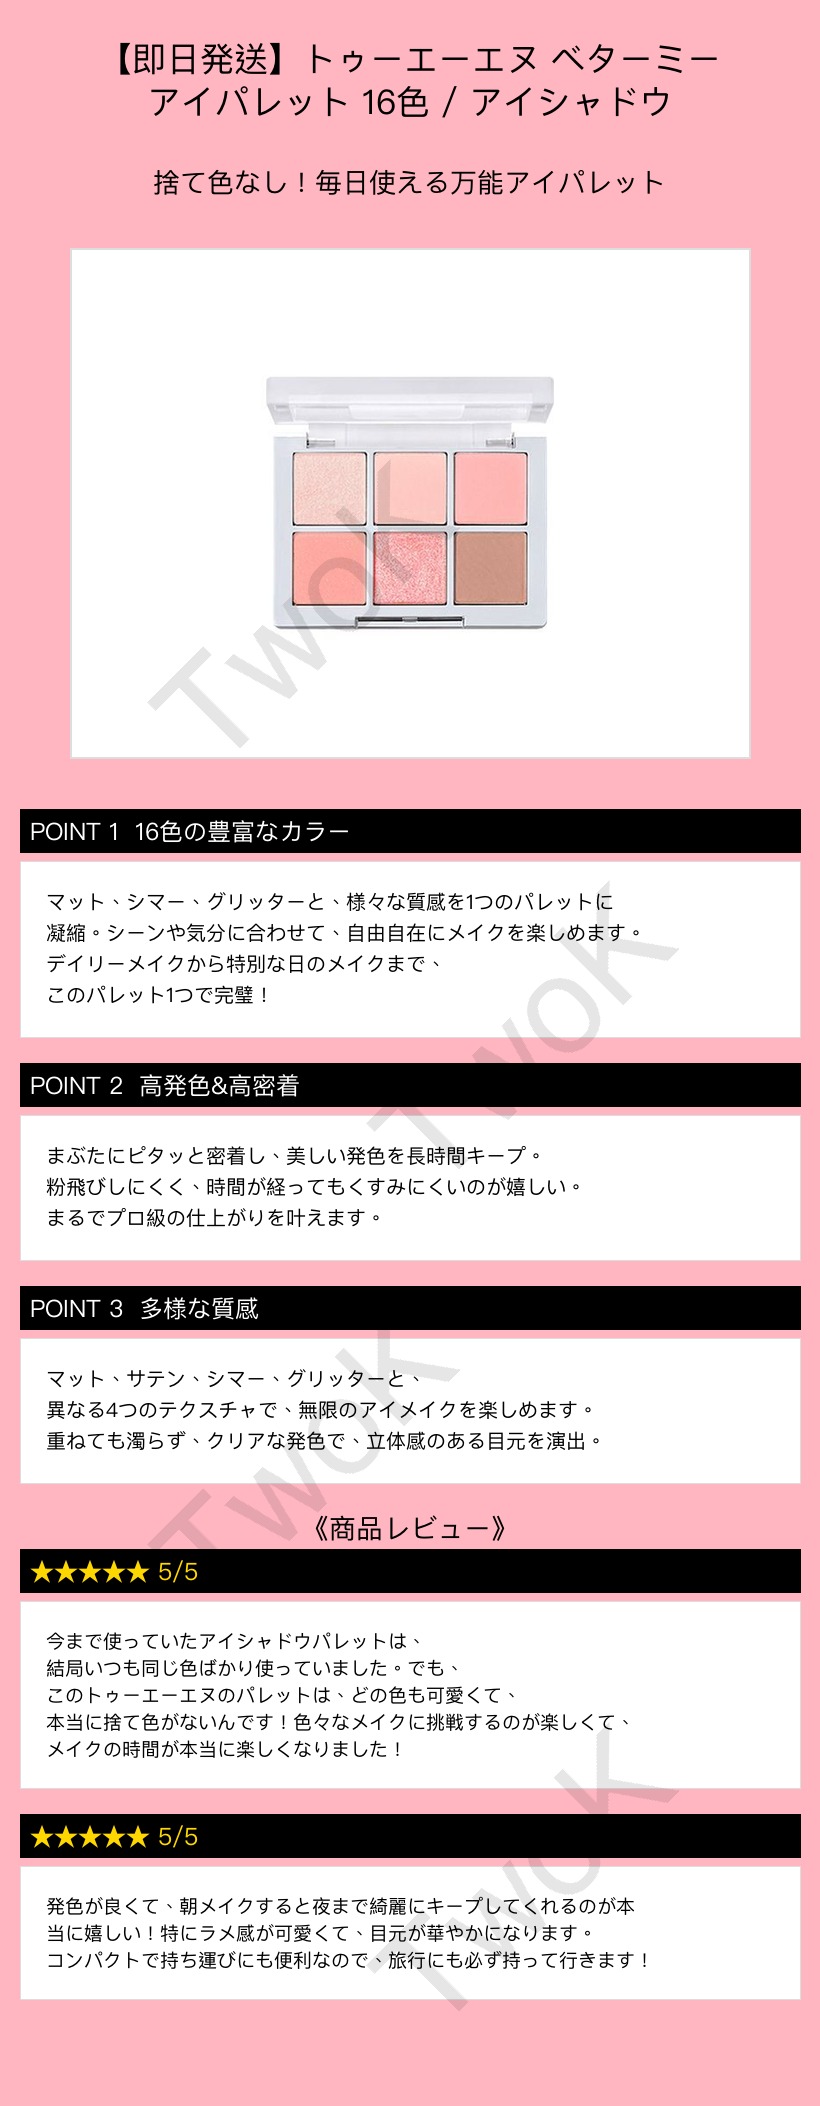 【即日発送】トゥーエーエヌ ベターミー
アイパレット 16色 / アイシャドウ
捨て色なし！毎日使える万能アイパレット
TwoK
POINT 1 16色の豊富なカラー
マット、シマー、グリッターと、様々な質感を1つのパレットに
凝縮。シーンや気分に合わせて、自由自在にメイクを楽しめます。
デイリーメイクから特別な日のメイクまで、
このパレット1つで完璧！
TwoK
POINT 2 高発色&高密着
まぶたにピタッと密着し、美しい発色を長時間キープ。
粉飛びしにくく、時間が経ってもくすみにくいのが嬉しい。
まるでプロ級の仕上がりを叶えます。
POINT 3 多様な質感
マット、サテン、シマー、グリッターと、
異なる4つのテクスチャで、無限のアイメイクを楽しめます。
重ねても濁らず、クリアな発色で、立体感のある目元を演出。
TwoK
《商品レビュー》
★★★★★ 5/5
今まで使っていたアイシャドウパレットは、
結局いつも同じ色ばかり使っていました。でも、
このトゥーエーエヌのパレットは、どの色も可愛くて、
本当に捨て色がないんです！色々なメイクに挑戦するのが楽しくて、
メイクの時間が本当に楽しくなりました！
★★★★★ 5/5
発色が良くて、朝メイクすると夜まで綺麗にキープしてくれるのが本
当に嬉しい！特にラメ感が可愛くて、目元が華やかになります。
コンパクトで持ち運びにも便利なので、旅行にも必ず持って行きます！
TwoK